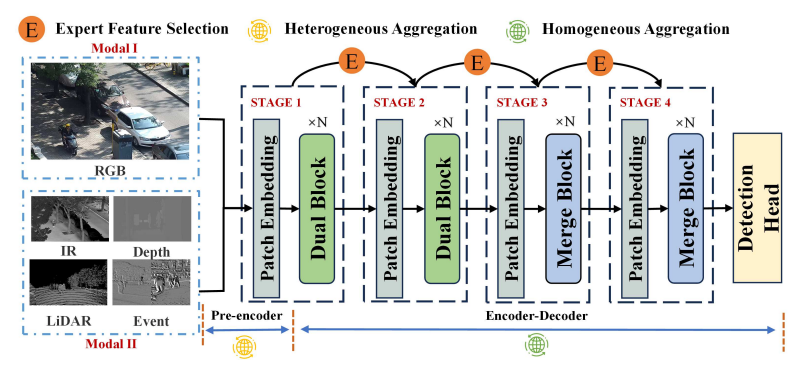 E Expert Feature Selection
Heterogeneous Aggregation
Homogeneous Aggregation
Modal I
RGB
IR
Depth
LiDAR
Event
Modal II
E
E
E
STAGE 1
Patch Embedding
×N
Dual Block
STAGE 2
Patch Embedding
×N
Dual Block
STAGE 3
Patch Embedding
×N
Merge Block
STAGE 4
Patch Embedding
×N
Merge Block
Detection
Head
Pre-encoder
Encoder-Decoder